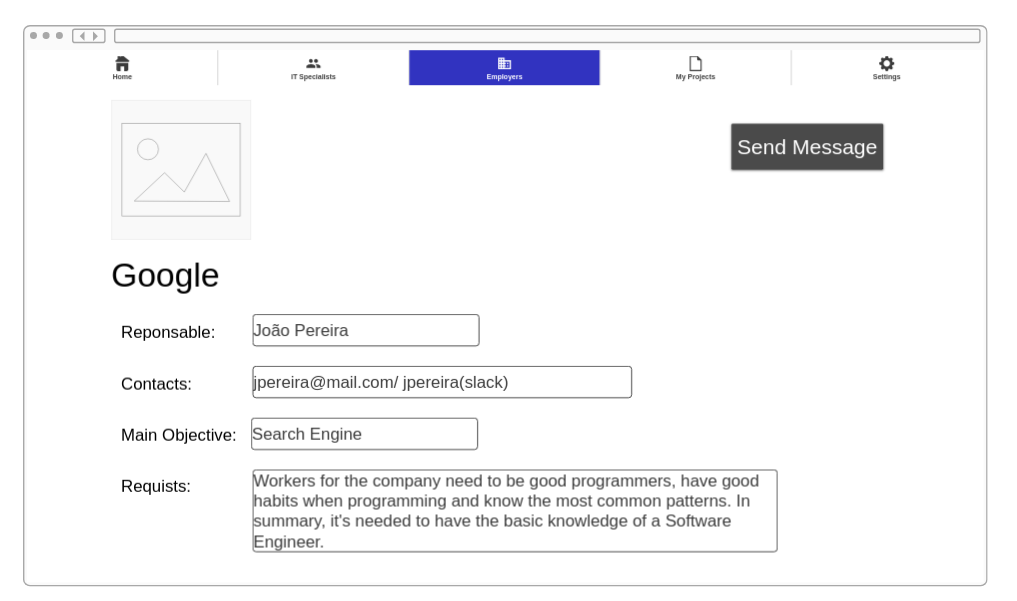 Home
IT Specialists
Employers
My Projects
Settings
Send Message
Google
Reponsable:
João Pereira
Contacts:
jpereira@mail.com/ jpereira(slack)
Main Objective:
Search Engine
Requists:
Workers for the company need to be good programmers, have good
habits when programming and know the most common patterns. In
summary, it's needed to have the basic knowledge of a Software
Engineer.